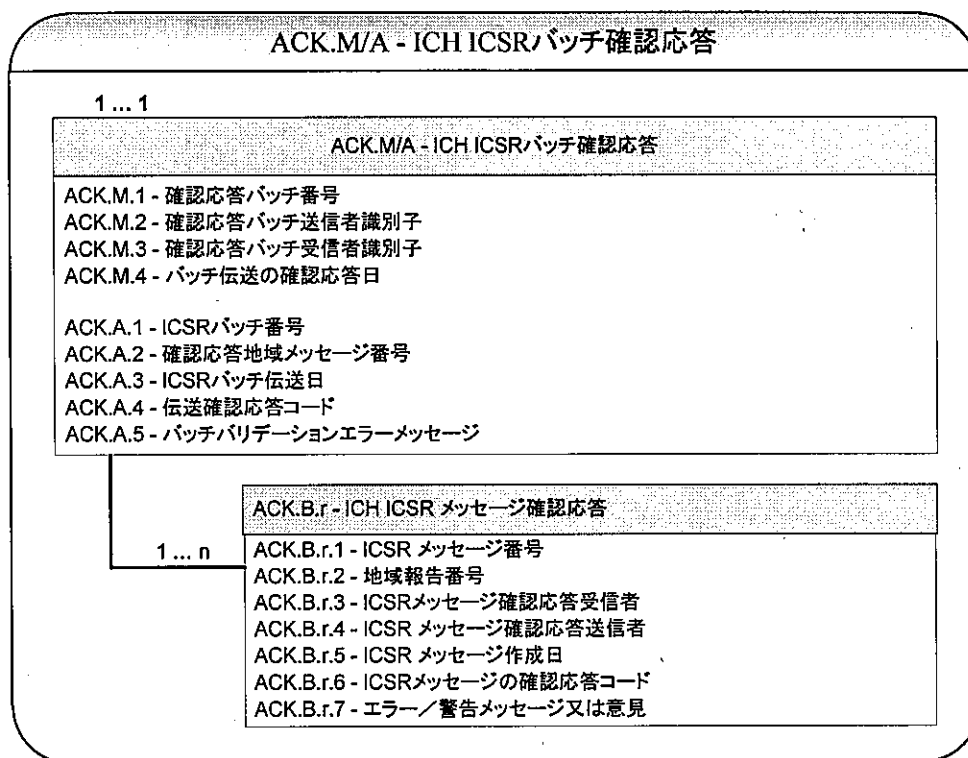 ACK.M/A - ICH ICSRバッチ確認応答
1 ... 1
ACK.M/A - ICH ICSRバッチ確認応答
ACK.M.1 - 確認応答バッチ番号
ACK.M.2 - 確認応答バッチ送信者識別子
ACK.M.3 - 確認応答バッチ受信者識別子
ACK.M.4 - バッチ伝送の確認応答日
ACK.A.1 - ICSRバッチ番号
ACK.A.2 - 確認応答地域メッセージ番号
ACK.A.3 - ICSRバッチ伝送日
ACK.A.4 - 伝送確認応答コード
ACK.A.5 - バッチバリデーションエラーメッセージ
ACK.B.r - ICH ICSR メッセージ確認応答
1 ... n
ACK.B.r.1 - ICSR メッセージ番号
ACK.B.r.2 - 地域報告番号
ACK.B.r.3 - ICSRメッセージ確認応答受信者
ACK.B.r.4 - ICSR メッセージ確認応答送信者
ACK.B.r.5 - ICSR メッセージ作成日
ACK.B.r.6 - ICSRメッセージの確認応答コード
ACK.B.r.7 - エラー／警告メッセージ又は意見